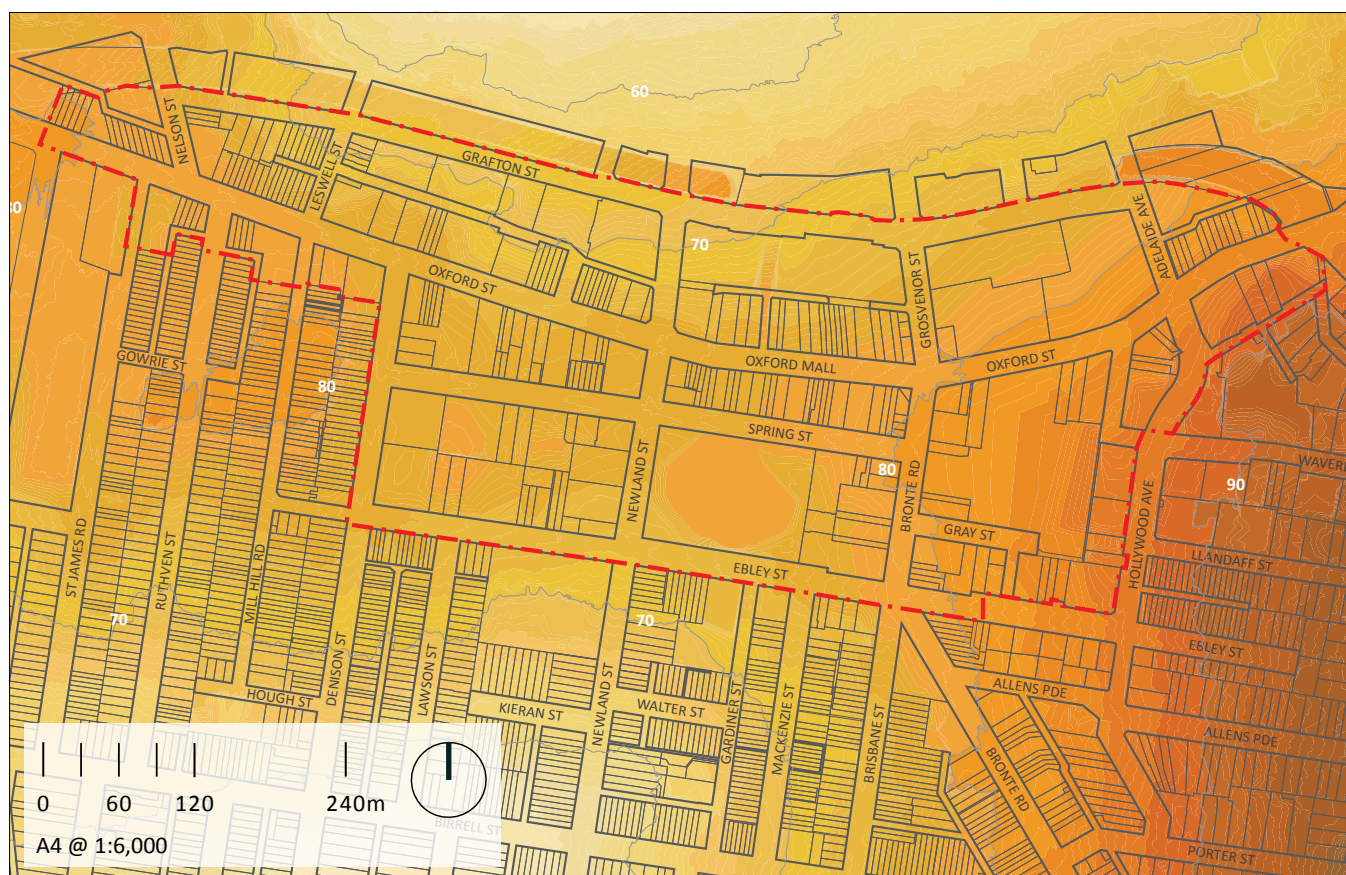 60
NELSON ST
LESWELL ST
GRAFTON ST
80
70
ADELAIDE AVE
GROSVENOR ST
OXFORD ST
OXFORD MALL
OXFORD ST
GOWRIE ST
80
SPRING ST
NEWLAND ST
80
BRONTE RD
90
HOLLYWOOD AVE
GRAY ST
LLANDAFF ST
ST JAMES RD
RUTHVEN ST
MILL HILL RD
EBLEY ST
70
70
DENISON ST
LAWSON ST
EBLEY ST
HOUGH ST
KIERAN ST
NEWLAND ST
WALTER ST
GARDINER ST
MACKENZIE ST
BRISBANE ST
ALLENS PDE
ALLENS PDE
BRONTE RD
0 60 120 240m
BIRRELL ST
A4 @ 1:6,000
PORTER ST